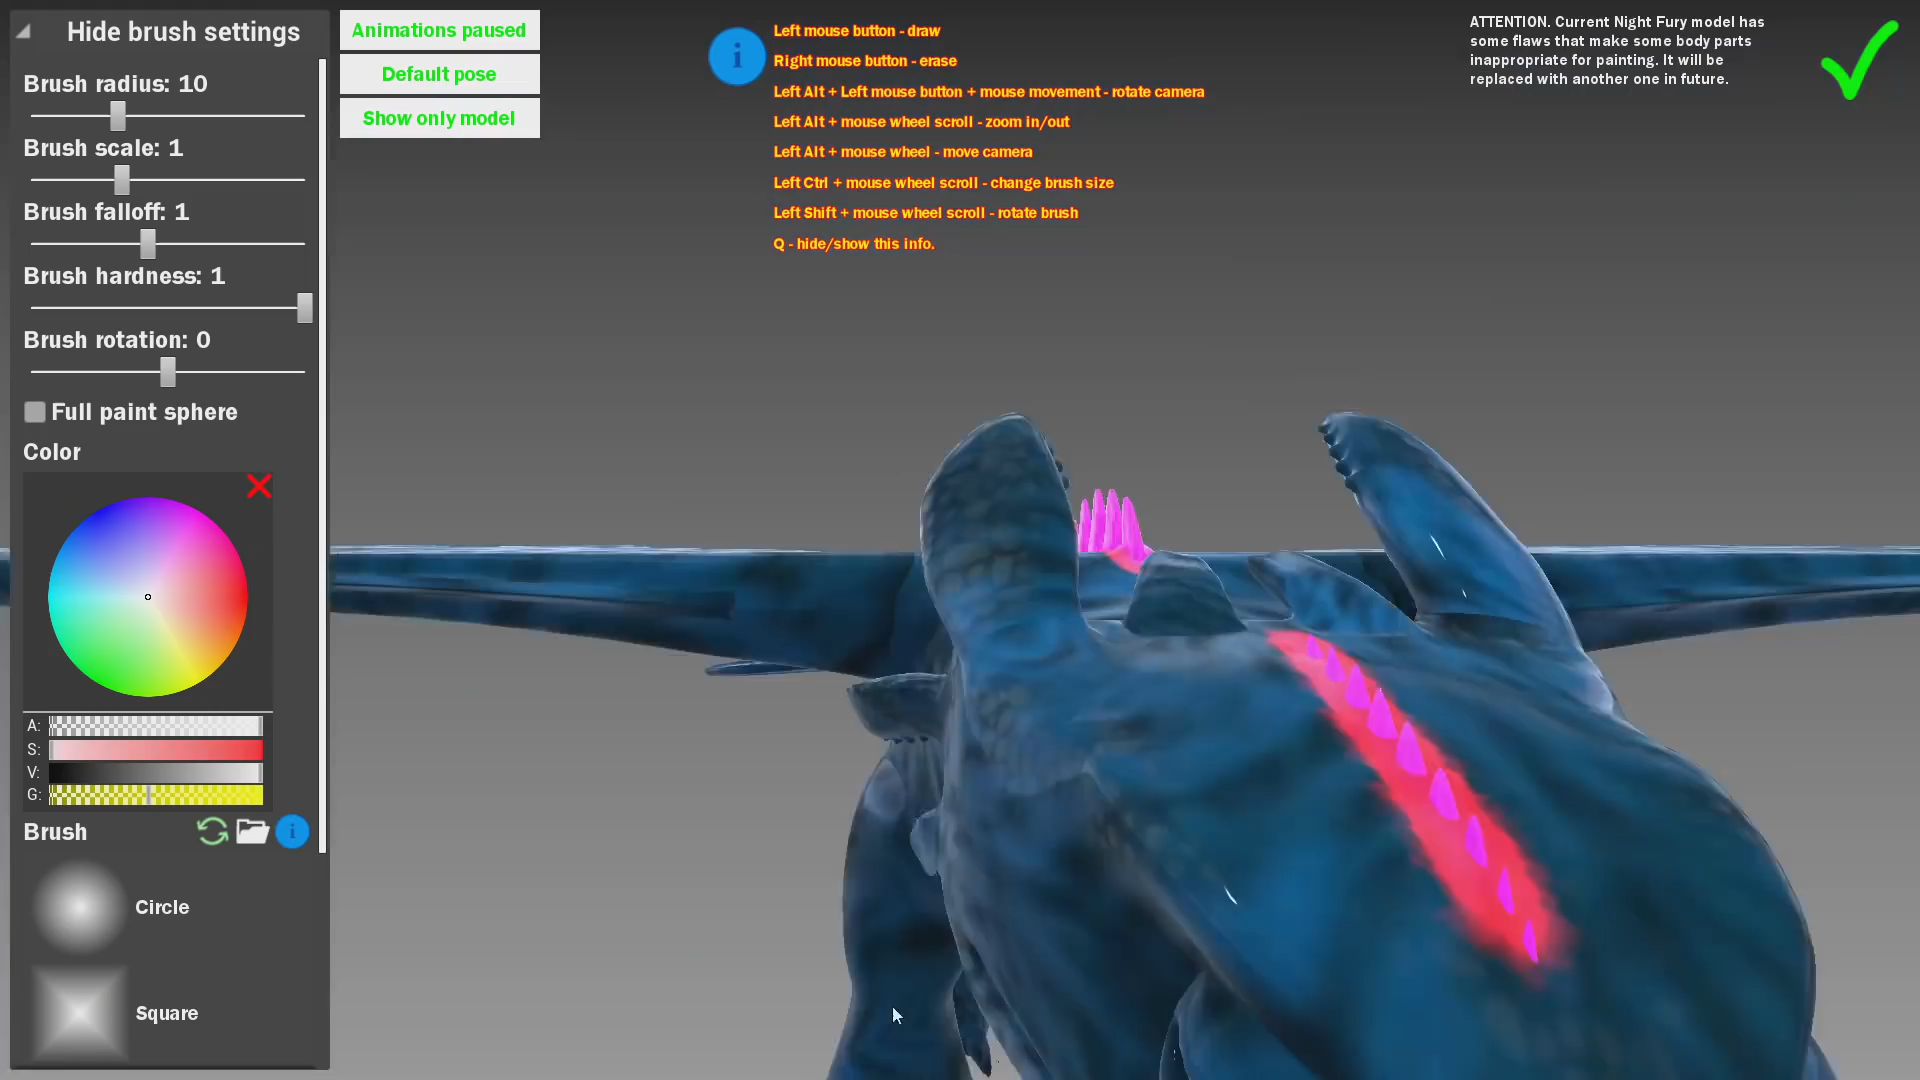 Hide brush settings
Brush radius: 10
Brush scale: 1
Brush falloff: 1
Brush hardness: 1
Brush rotation: 0
Full paint sphere
Color
A:
S:
V:
G:
Brush
i
Circle
Square
Animations paused
Default pose
Show only model
i
Left mouse button - draw
Right mouse button - erase
Left Alt + Left mouse button + mouse movement - rotate camera
Left Alt + mouse wheel scroll - zoom in/out
Left Alt + mouse wheel - move camera
Left Ctrl + mouse wheel scroll - change brush size
Left Shift + mouse wheel scroll - rotate brush
Q - hide/show this info.
ATTENTION. Current Night Fury model has
some flaws that make some body parts
inappropriate for painting. It will be
replaced with another one in future.